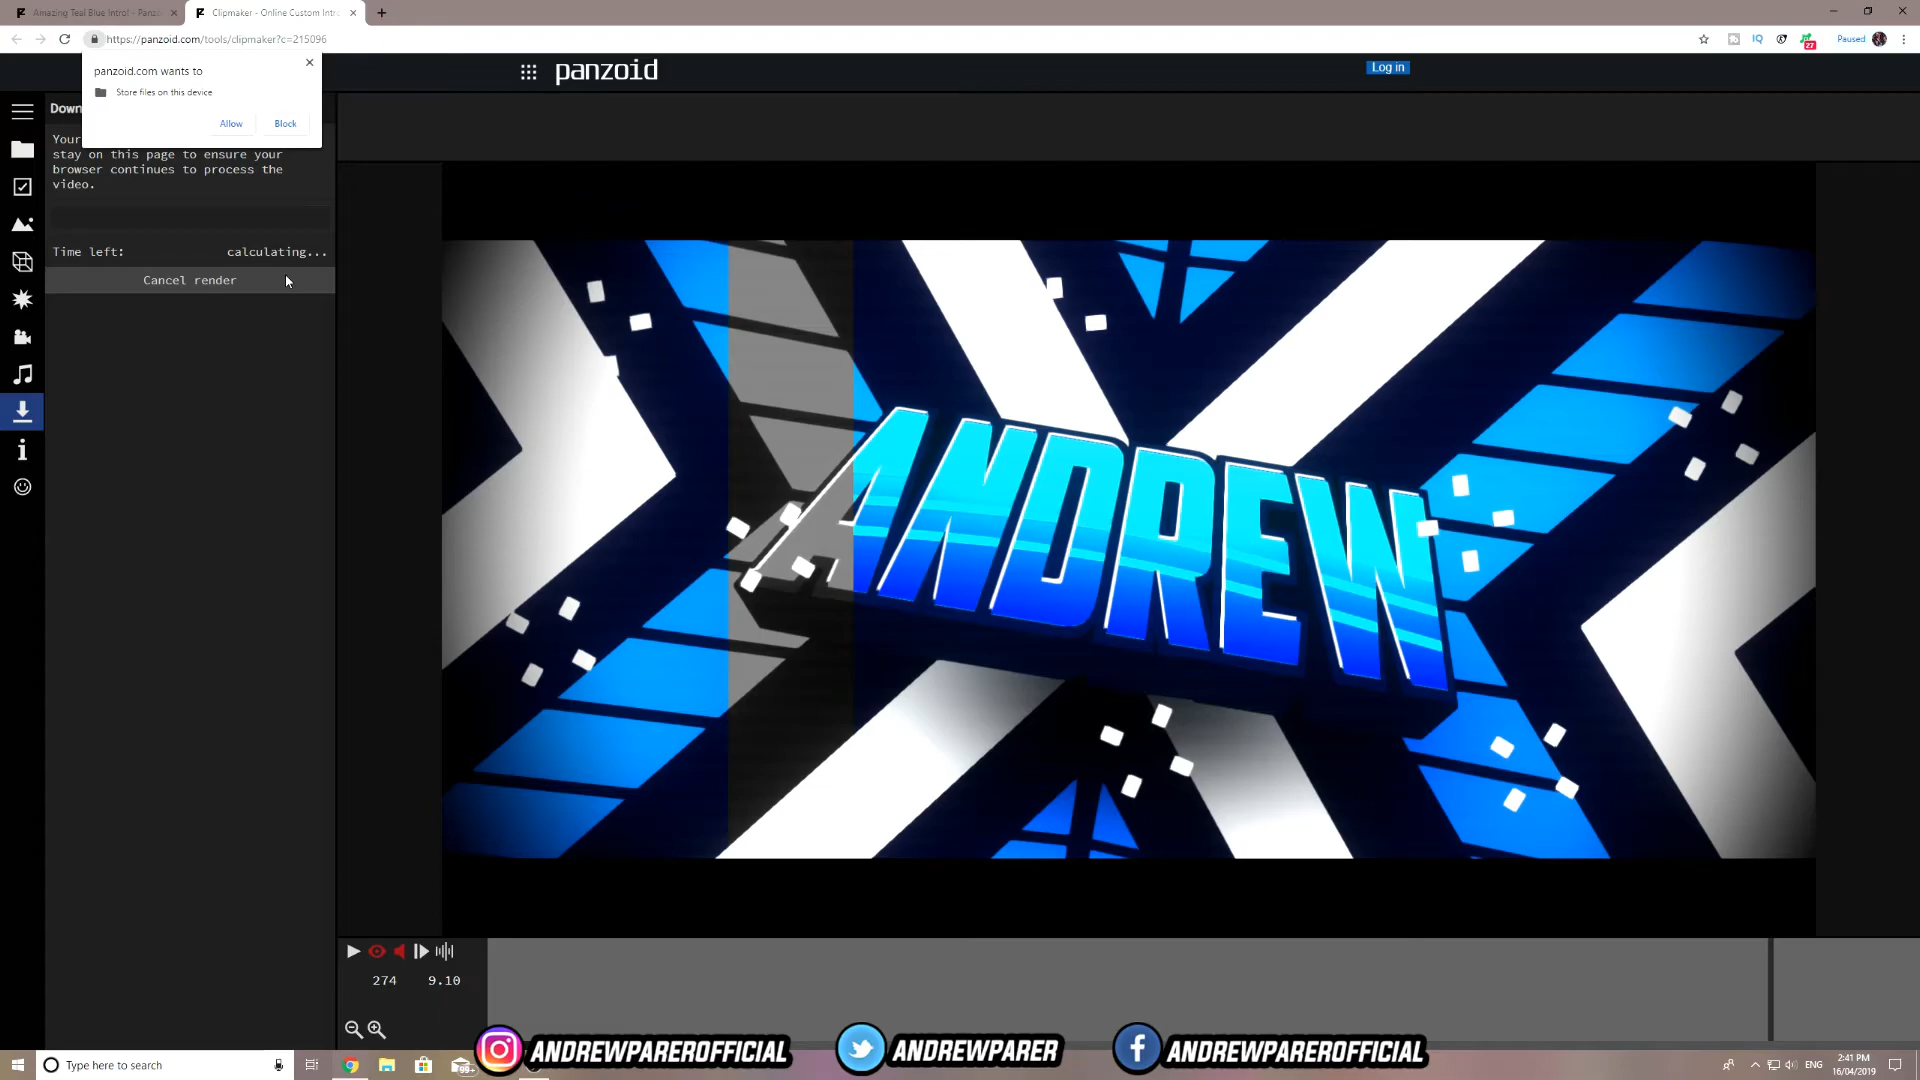 Amazing Teal Blue Intro! - Panzo
Clipmaker - Online Custom Intr
https://panzoid.com/tools/clipmaker?c=215096
IQ
27
Paused
panzoid.com wants to
Store files on this device
Allow
Block
panzoid
Log in
Down
Your
stay on this page to ensure your
browser continues to process the
video.
Time left: calculating...
Cancel render
ANDREW
274 9.10
ANDREWPAREROFFICIAL
ANDREWPARER
ANDREWPAREROFFICIAL
Type here to search
99+
ENG
2:41 PM
16/04/2019